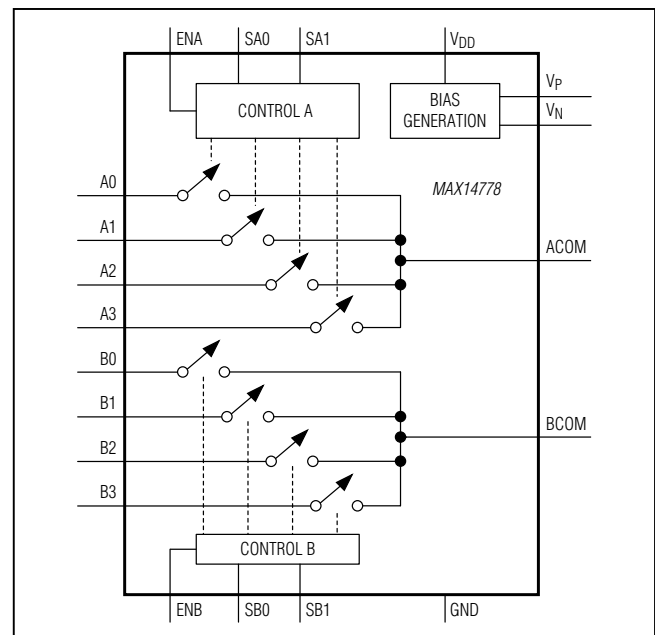 ENA SA0 SA1 VDD
CONTROL A
BIAS
GENERATION
VP
VN
MAX14778
A0
A1
A2
A3
ACOM
B0
B1
B2
B3
BCOM
CONTROL B
ENB SB0 SB1 GND